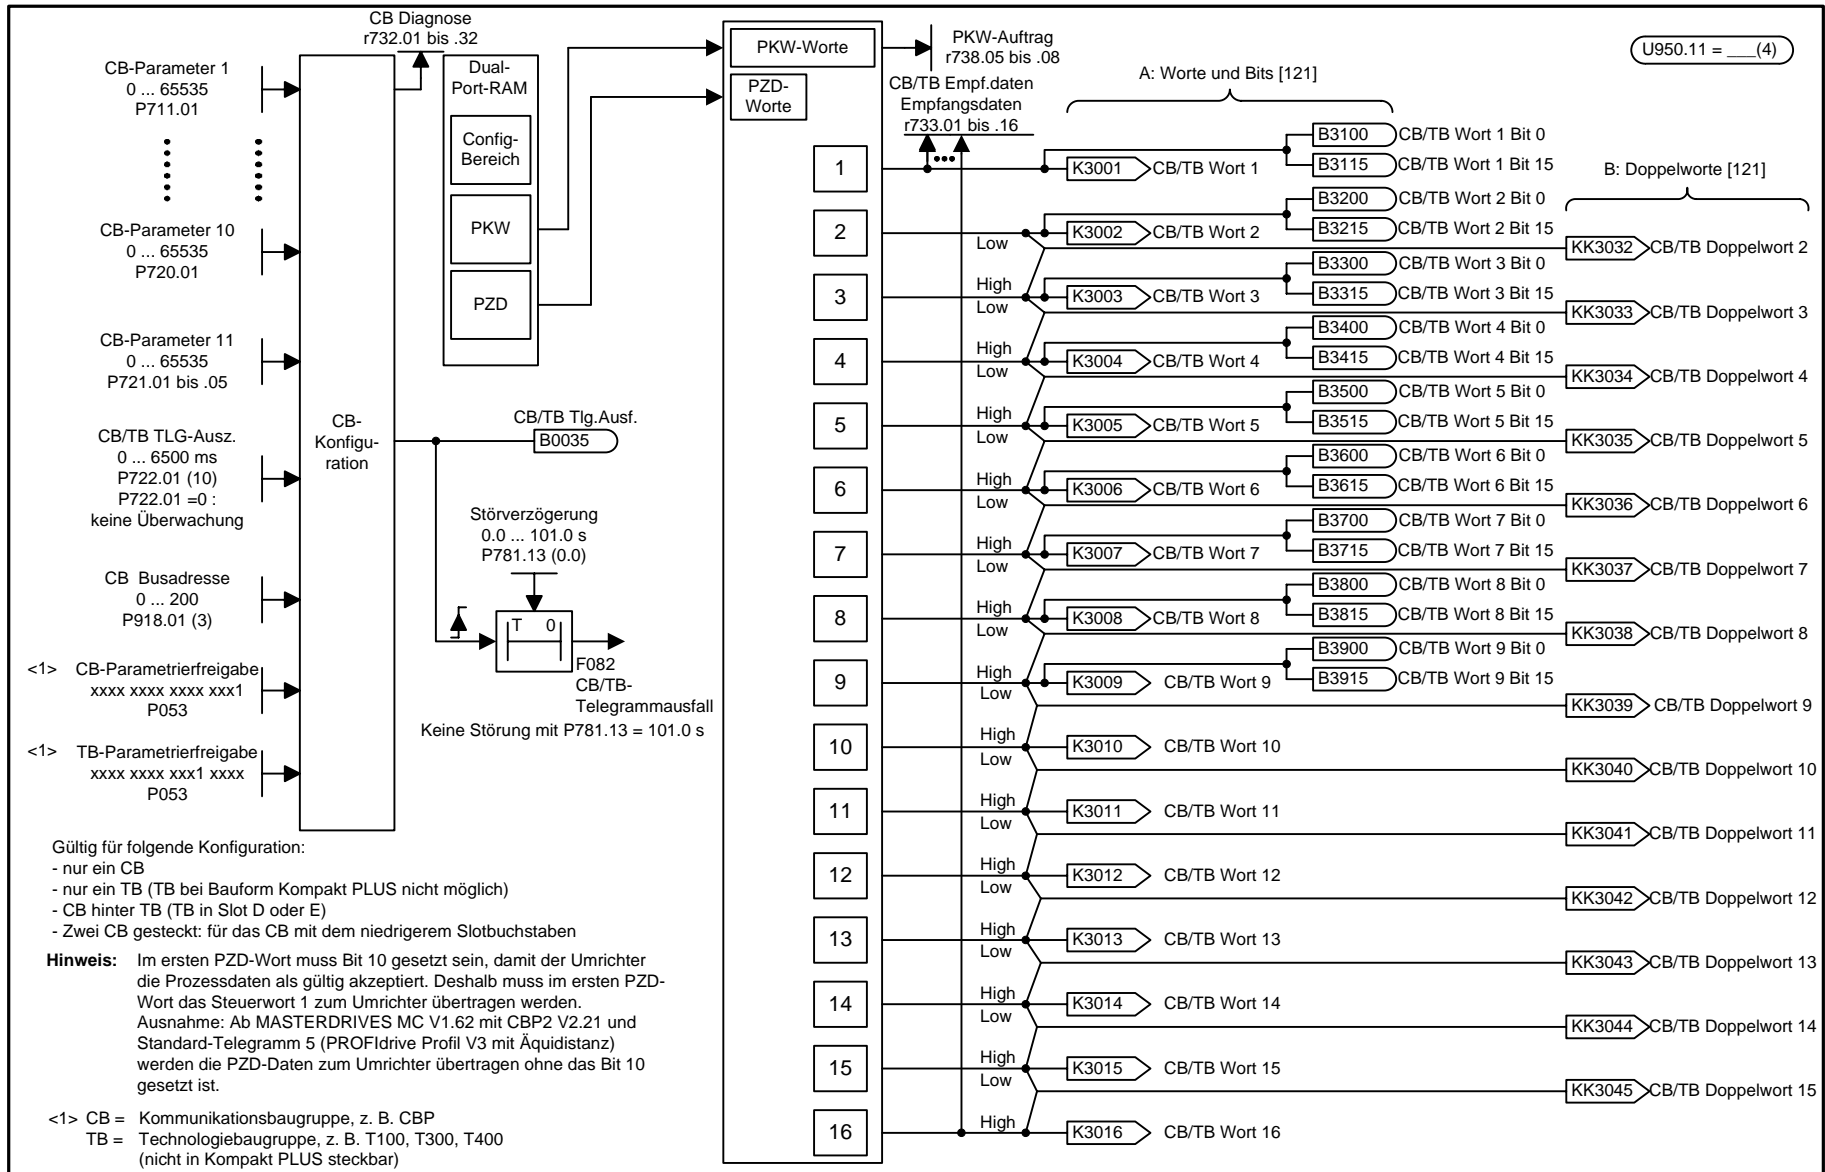 CB Diagnose
r732.01 bis .32
CB-Parameter 1
0 ... 65535
P711.01
CB-Parameter 10
0 ... 65535
P720.01
CB-Parameter 11
0 ... 65535
P721.01 bis .05
CB/TB TLG-Ausz.
0 ... 6500 ms
P722.01 (10)
P722.01 =0 :
keine Überwachung
CB Busadresse
0 ... 200
P918.01 (3)
<1> CB-Parametrierfreigabe
xxxx xxxx xxxx xxx1
P053
<1> TB-Parametrierfreigabe
xxxx xxxx xxx1 xxxx
P053
CB-
Konfigu-
ration
Dual-
Port-RAM
Config-
Bereich
PKW
PZD
CB/TB Tlg.Ausf.
B0035
Störverzögerung
0.0 ... 101.0 s
P781.13 (0.0)
T 0
F082
CB/TB-
Telegrammausfall
Keine Störung mit P781.13 = 101.0 s
PKW-Worte
PZD-
Worte
PKW-Auftrag
r738.05 bis .08
CB/TB Empf.daten
Empfangsdaten
r733.01 bis .16
U950.11 = ___(4)
A: Worte und Bits [121]
B: Doppelworte [121]
1
K3001 CB/TB Wort 1
B3100 CB/TB Wort 1 Bit 0
B3115 CB/TB Wort 1 Bit 15
2
Low
K3002 CB/TB Wort 2
B3200 CB/TB Wort 2 Bit 0
B3215 CB/TB Wort 2 Bit 15
KK3032 CB/TB Doppelwort 2
3
High
Low
K3003 CB/TB Wort 3
B3300 CB/TB Wort 3 Bit 0
B3315 CB/TB Wort 3 Bit 15
KK3033 CB/TB Doppelwort 3
4
High
Low
K3004 CB/TB Wort 4
B3400 CB/TB Wort 4 Bit 0
B3415 CB/TB Wort 4 Bit 15
KK3034 CB/TB Doppelwort 4
5
High
Low
K3005 CB/TB Wort 5
B3500 CB/TB Wort 5 Bit 0
B3515 CB/TB Wort 5 Bit 15
KK3035 CB/TB Doppelwort 5
6
High
Low
K3006 CB/TB Wort 6
B3600 CB/TB Wort 6 Bit 0
B3615 CB/TB Wort 6 Bit 15
KK3036 CB/TB Doppelwort 6
7
High
Low
K3007 CB/TB Wort 7
B3700 CB/TB Wort 7 Bit 0
B3715 CB/TB Wort 7 Bit 15
KK3037 CB/TB Doppelwort 7
8
High
Low
K3008 CB/TB Wort 8
B3800 CB/TB Wort 8 Bit 0
B3815 CB/TB Wort 8 Bit 15
KK3038 CB/TB Doppelwort 8
9
High
Low
K3009 CB/TB Wort 9
B3900 CB/TB Wort 9 Bit 0
B3915 CB/TB Wort 9 Bit 15
KK3039 CB/TB Doppelwort 9
10
High
Low
K3010 CB/TB Wort 10
KK3040 CB/TB Doppelwort 10
11
High
Low
K3011 CB/TB Wort 11
KK3041 CB/TB Doppelwort 11
12
High
Low
K3012 CB/TB Wort 12
KK3042 CB/TB Doppelwort 12
13
High
Low
K3013 CB/TB Wort 13
KK3043 CB/TB Doppelwort 13
14
High
Low
K3014 CB/TB Wort 14
KK3044 CB/TB Doppelwort 14
15
High
Low
K3015 CB/TB Wort 15
KK3045 CB/TB Doppelwort 15
16
High
K3016 CB/TB Wort 16
Gültig für folgende Konfiguration:
- nur ein CB
- nur ein TB (TB bei Bauform Kompakt PLUS nicht möglich)
- CB hinter TB (TB in Slot D oder E)
- Zwei CB gesteckt: für das CB mit dem niedrigerem Slotbuchstaben
Hinweis: Im ersten PZD-Wort muss Bit 10 gesetzt sein, damit der Umrichter
die Prozessdaten als gültig akzeptiert. Deshalb muss im ersten PZD-
Wort das Steuerwort 1 zum Umrichter übertragen werden.
Ausnahme: Ab MASTERDRIVES MC V1.62 mit CBP2 V2.21 und
Standard-Telegramm 5 (PROFIdrive Profil V3 mit Äquidistanz)
werden die PZD-Daten zum Umrichter übertragen ohne das Bit 10
gesetzt ist.
<1> CB = Kommunikationsbaugruppe, z. B. CBP
TB = Technologiebaugruppe, z. B. T100, T300, T400
(nicht in Kompakt PLUS steckbar)